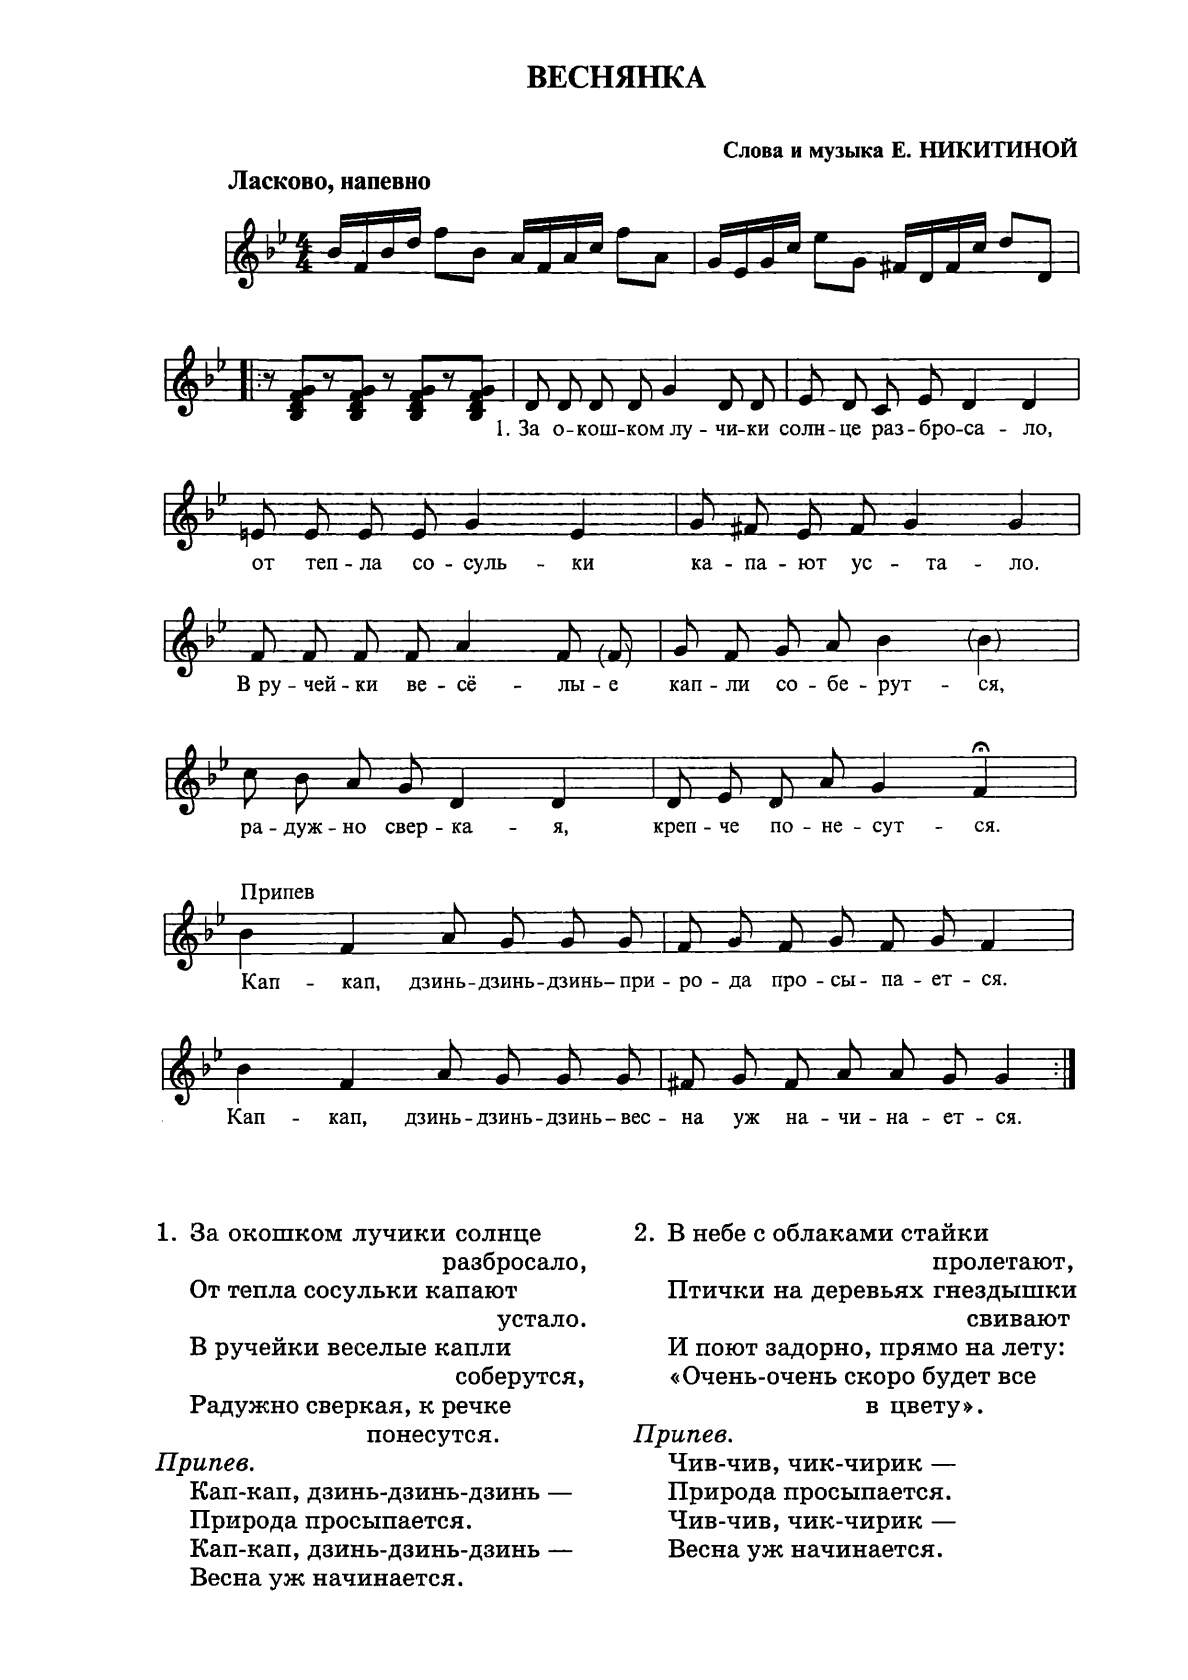 ВЕСНЯНКА
Слова и музыка Е. НИКИТИНОЙ
Ласково, напевно
1. За о-кош-ком лу - чи-ки солн-це раз-бро-са - ло,
от теп - ла со - суль - ки ка - па - ют ус - та - ло.
В ру - чей - ки ве - сё - лы - е кап - ли со - бе - рут - ся,
ра - дуж - но свер - ка - я, креп - че по - не - сут - ся.
Припев
Кап - кап, дзинь-дзинь-дзинь–при - ро - да про - сы - па - ет - ся.
Кап - кап, дзинь-дзинь-дзинь–вес - на уж на - чи - на - ет - ся.
1. За окошком лучики солнце
разбросало,
От тепла сосульки капают
устало.
В ручейки веселые капли
соберутся,
Радужно сверкая, к речке
понесутся.
Припев.
Кап-кап, дзинь-дзинь-дзинь —
Природа просыпается.
Кап-кап, дзинь-дзинь-дзинь —
Весна уж начинается.
2. В небе с облаками стайки
пролетают,
Птички на деревьях гнездышки
свивают
И поют задорно, прямо на лету:
«Очень-очень скоро будет все
в цвету».
Припев.
Чив-чив, чик-чирик —
Природа просыпается.
Чив-чив, чик-чирик —
Весна уж начинается.